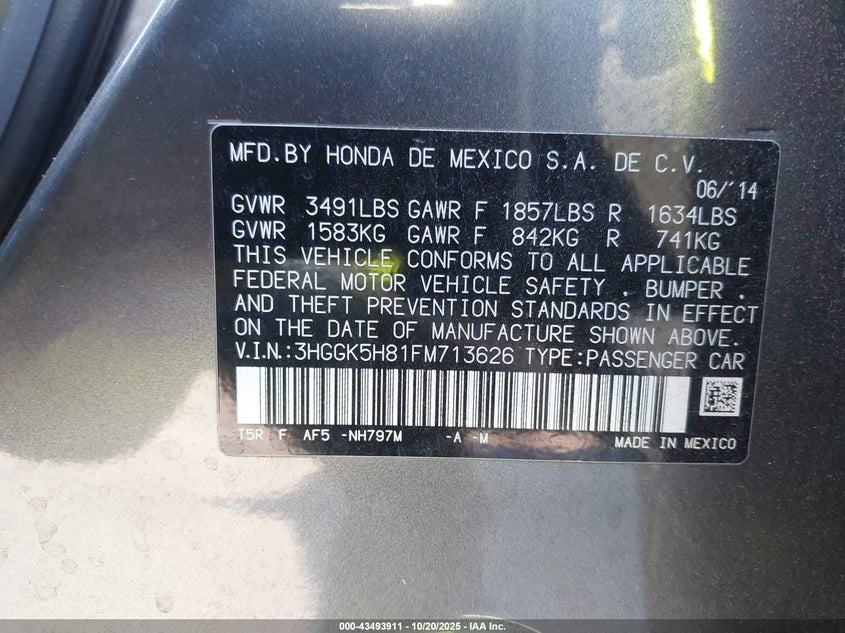 MFD.BY HONDA DE MEXICO S.A. DE C.V.
06/'14
GVWR 3491LBS GAWR F 1857LBS R 1634LBS
GVWR 1583KG GAWR F 842KG R 741KG
THIS VEHICLE CONFORMS TO ALL APPLICABLE
FEDERAL MOTOR VEHICLE SAFETY , BUMPER ,
AND THEFT PREVENTION STANDARDS IN EFFECT
ON THE DATE OF MANUFACTURE SHOWN ABOVE.
V.I.N.:3HGGK5H81FM713626 TYPE:PASSENGER CAR
T5R F AF5 -NH797M -A -M MADE IN MEXICO
000-43493911 - 10/20/2025 - IAA Inc.